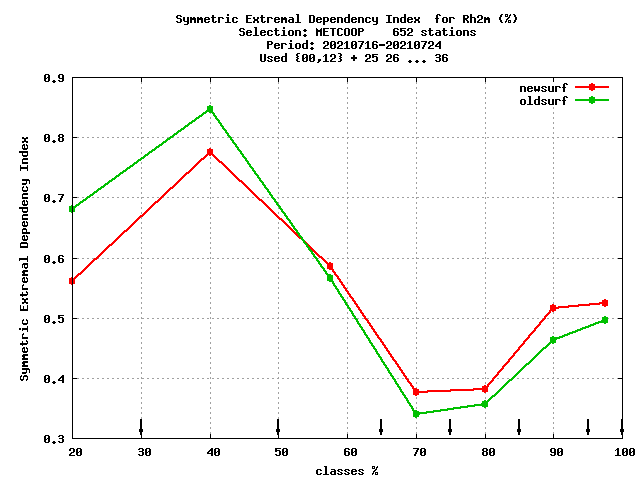 Symmetric Extremal Dependency Index  for Rh2m (%)
Selection: METCOOP    652 stations
Period: 20210716-20210724
Used {00,12} + 25 26 ... 36
newsurf
oldsurf
Symmetric Extremal Dependency Index
0.9
0.8
0.7
0.6
0.5
0.4
0.3
20 30 40 50 60 70 80 90 100
classes %